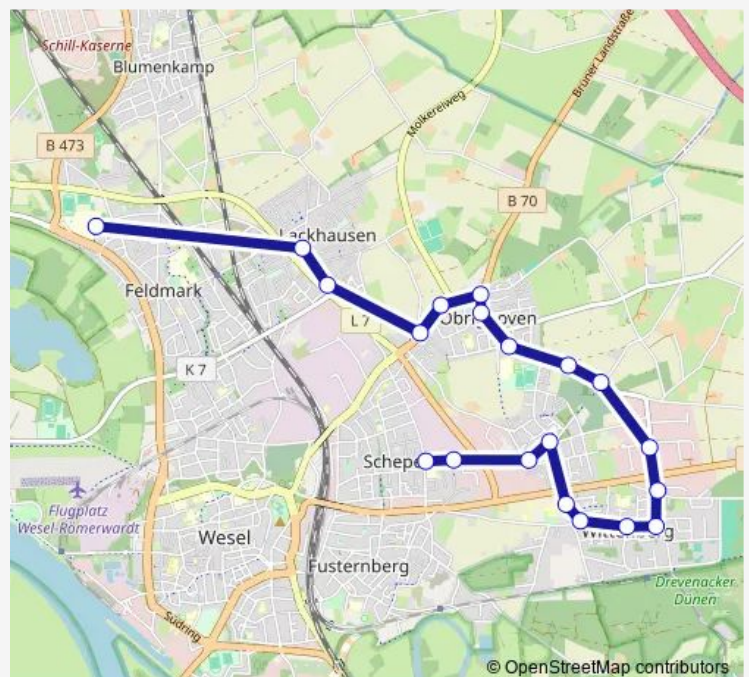 Schill-Kaserne
Blumenkamp
Molkereiweg
Brüner Landstraße
B 473
B 70
Lackhausen
Feldmark
L 7
Obrighoven
K 7
Flugplatz
Wesel-Römerwardt
Wesel
Fusternberg
Südring
Drevenacker
Dünen
© OpenStreetMap contributors